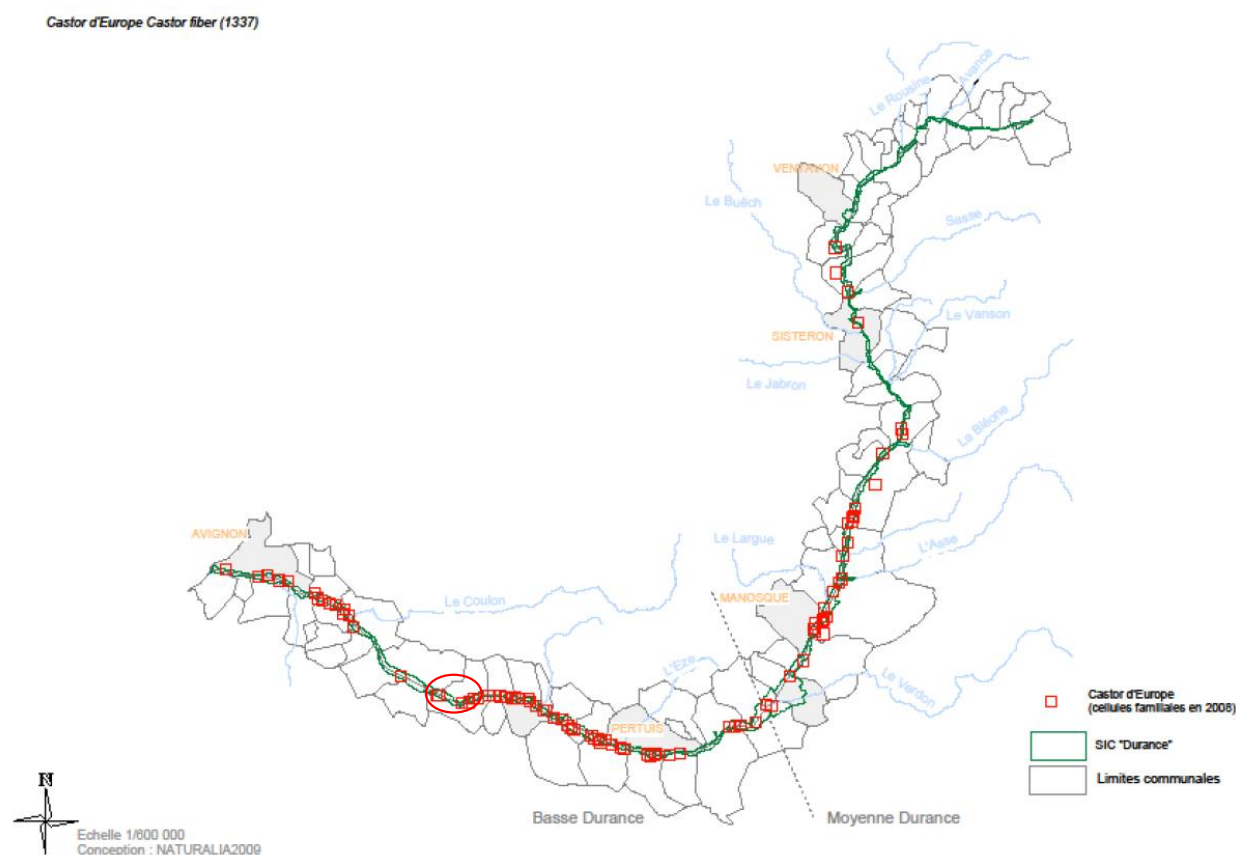 Castor d'Europe Castor fiber (1337)
Le Rousine
Avance
VENTAVON
Le Buëch
Sasse
Le Vanson
SISTERON
Le Jabron
La Bléone
AVIGNON
Le Largue
L'Asse
Le Coulon
MANOSQUE
L'Eze
Le Verdon
PERTUIS
Castor d'Europe
(cellules familiales en 2008)
SIC "Durance"
Limites communales
N
Basse Durance
Moyenne Durance
Echelle 1/600 000
Conception : NATURALIA2009